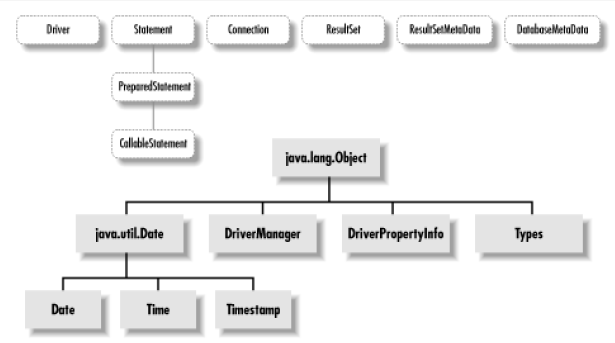 Driver Statement Connection ResultSet ResultSetMetaData DatabaseMetaData
PreparedStatement
CallableStatement
java.lang.Object
java.util.Date DriverManager DriverPropertyInfo Types
Date Time Timestamp